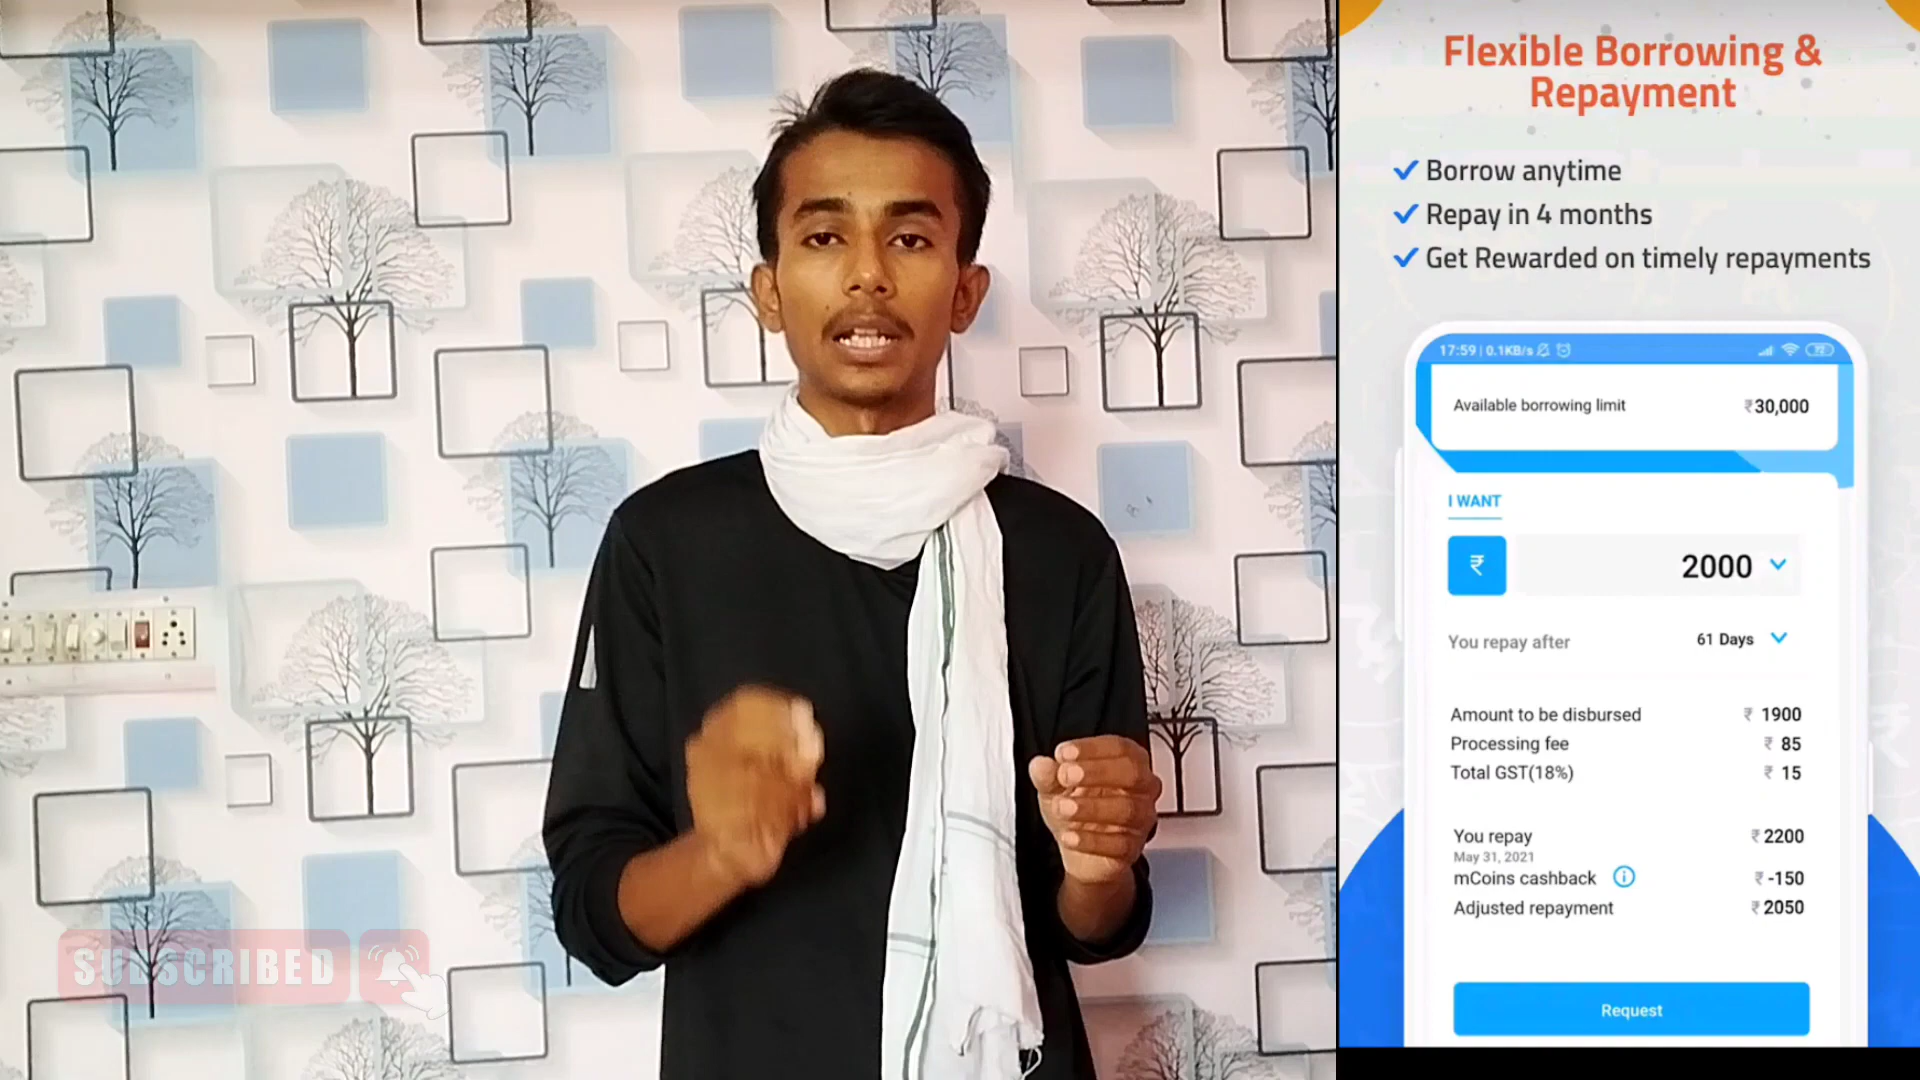 Flexible Borrowing &
Repayment
Borrow anytime
Repay in 4 months
Get Rewarded on timely repayments
17:59 | 0.1KB/s
72
Available borrowing limit ₹30,000
I WANT
₹ 2000
You repay after 61 Days
Amount to be disbursed ₹ 1900
Processing fee ₹ 85
Total GST(18%) ₹ 15
You repay ₹ 2200
May 31, 2021
mCoins cashback ₹ -150
Adjusted repayment ₹ 2050
Request
SUBSCRIBED